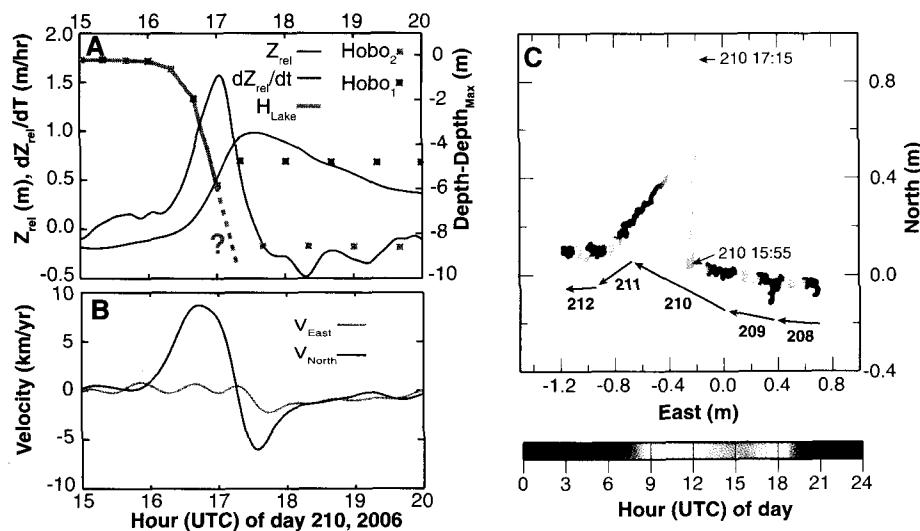 15 16 17 18 19 20
A
2.0
1.5
1.0
0.5
0.0
-0.5
Z_rel (m), dZ_rel/dT (m/hr)
Z_rel
dZ_rel/dt
H_Lake
Hobo_2
Hobo_1
?
0
-2
-4
-6
-8
-10
Depth-Depth_Max (m)
B
10
5
0
-5
-10
Velocity (km/yr)
V_East
V_North
15 16 17 18 19 20
Hour (UTC) of day 210, 2006
C
210 17:15
210 15:55
212
211
210
209
208
0.8
0.4
0.0
-0.4
North (m)
-1.2 -0.8 -0.4 0.0 0.4 0.8
East (m)
0 3 6 9 12 15 18 21 24
Hour (UTC) of day